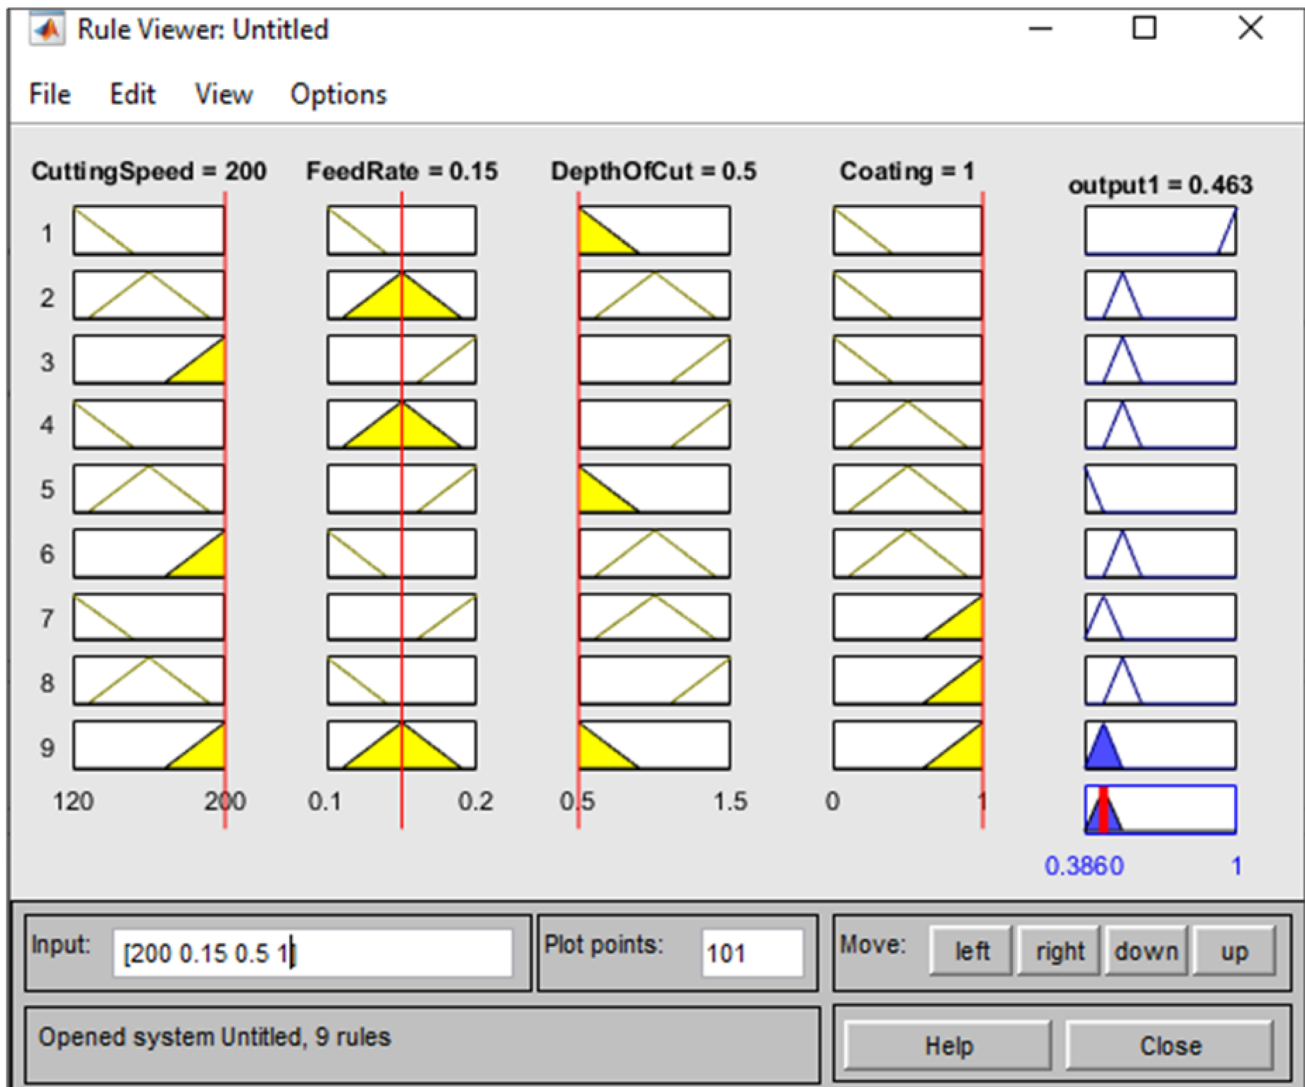 Rule Viewer: Untitled
File Edit View Options
CuttingSpeed = 200 FeedRate = 0.15 DepthOfCut = 0.5 Coating = 1 output1 = 0.463
1
2
3
4
5
6
7
8
9
120 200 0.1 0.2 0.5 1.5 0 1
0.3860 1
Input: [200 0.15 0.5 1] Plot points: 101 Move: left right down up
Opened system Untitled, 9 rules Help Close